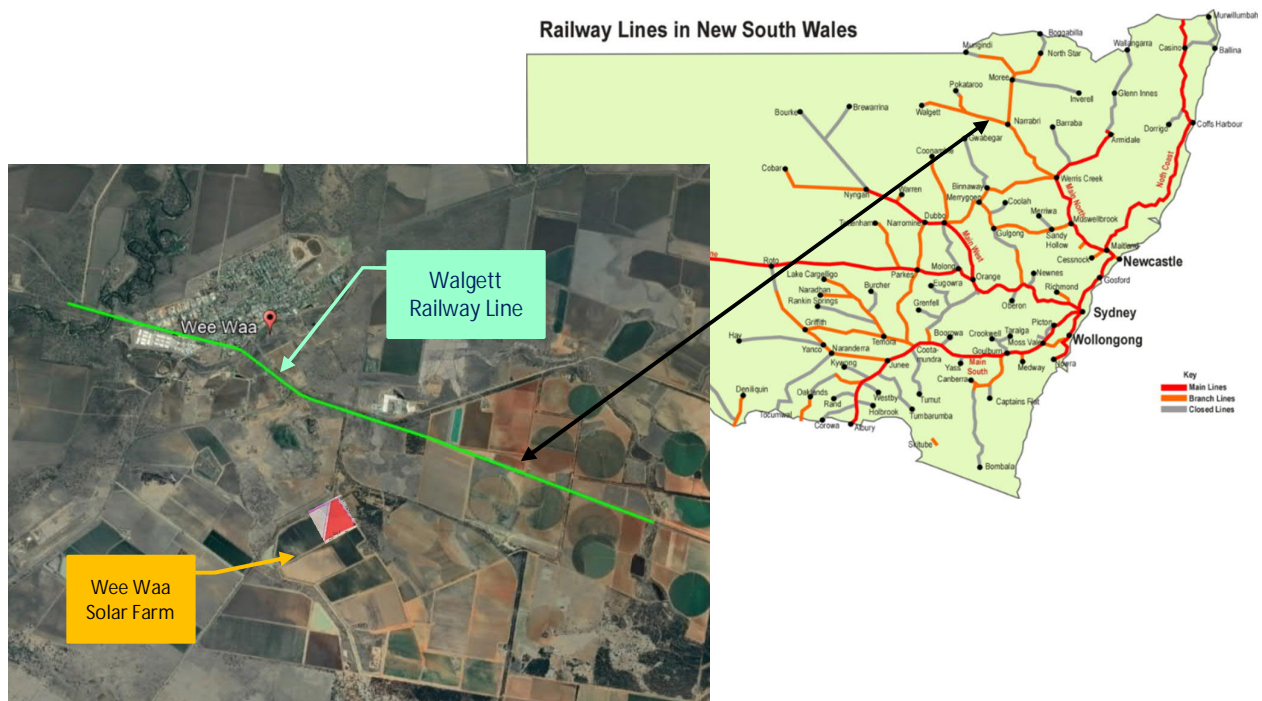 Railway Lines in New South Wales
Murwillumbah
Boggabilla
Mungindi
North Star
Wallangarra
Casino
Ballina
Moree
Pokataroo
Inverell
Glenn Innes
Bourke
Brewarrina
Walgett
Narrabri
Barraba
Dorrigo
Coffs Harbour
Gwabegar
Armidale
Coonamble
Cobar
Werris Creek
Nyngan
Warren
Binnaway
Merrygoen
Coolah
Main North
Noth Coast
Merriwa
Muswellbrook
Dubbo
Narromine
Gulgong
Sandy
Hollow
Main West
Maitland
Cessnock
Newcastle
Roto
Molong
Lake Cargelligo
Parkes
Orange
Newnes
Gosford
Naradhan
Burcher
Eugowra
Richmond
Rankin Springs
Grenfell
Oberon
Sydney
Griffith
Picton
Hay
Temora
Boorowa
Crookwell
Taralga
Moss Vale
Wollongong
Yanco
Naranderra
Coota-
mundra
Goulburn
Junee
Main
South
Yass
Medway
Nowra
Kywong
Canberra
Deniliquin
Oaklands
Westby
Rand
Tumut
Captains Flat
Tocumwal
Holbrook
Tumbarumba
Corowa
Albury
Skitube
Bombala
Key
Main Lines
Branch Lines
Closed Lines
Walgett
Railway Line
Wee Waa
Wee Waa
Solar Farm